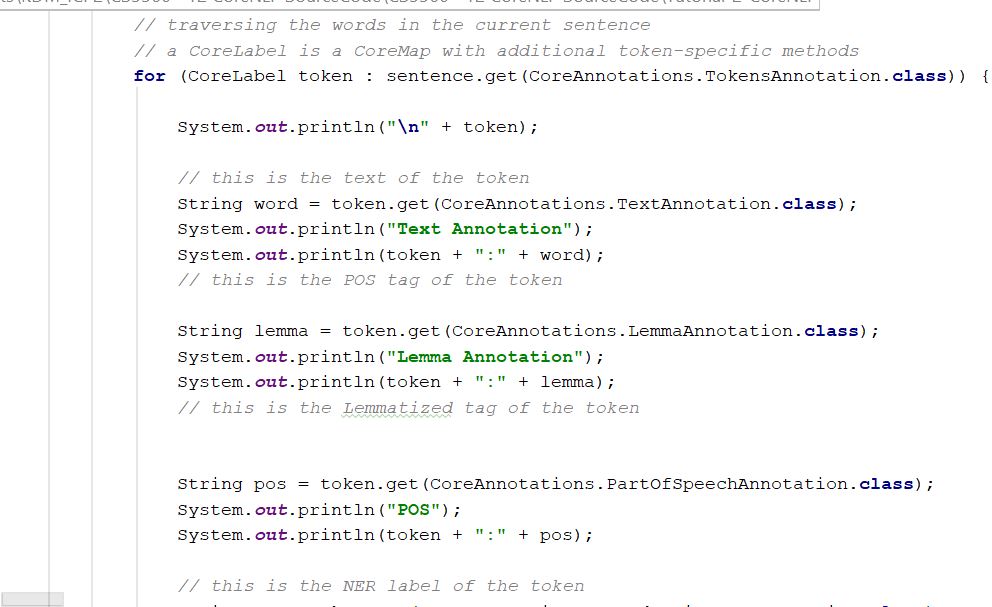 // traversing the words in the current sentence
// a CoreLabel is a CoreMap with additional token-specific methods
for (CoreLabel token : sentence.get(CoreAnnotations.TokensAnnotation.class)) {
System.out.println("\n" + token);
// this is the text of the token
String word = token.get(CoreAnnotations.TextAnnotation.class);
System.out.println("Text Annotation");
System.out.println(token + ":" + word);
// this is the POS tag of the token
String lemma = token.get(CoreAnnotations.LemmaAnnotation.class);
System.out.println("Lemma Annotation");
System.out.println(token + ":" + lemma);
// this is the Lemmatized tag of the token
String pos = token.get(CoreAnnotations.PartOfSpeechAnnotation.class);
System.out.println("POS");
System.out.println(token + ":" + pos);
// this is the NER label of the token